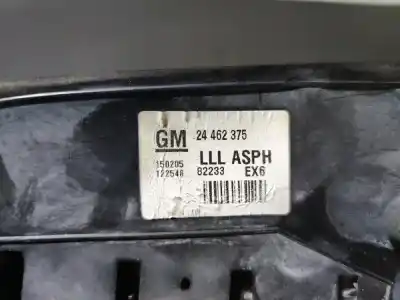 GM 24 462 375
150205 LLL ASPH
122548 82233 EX6